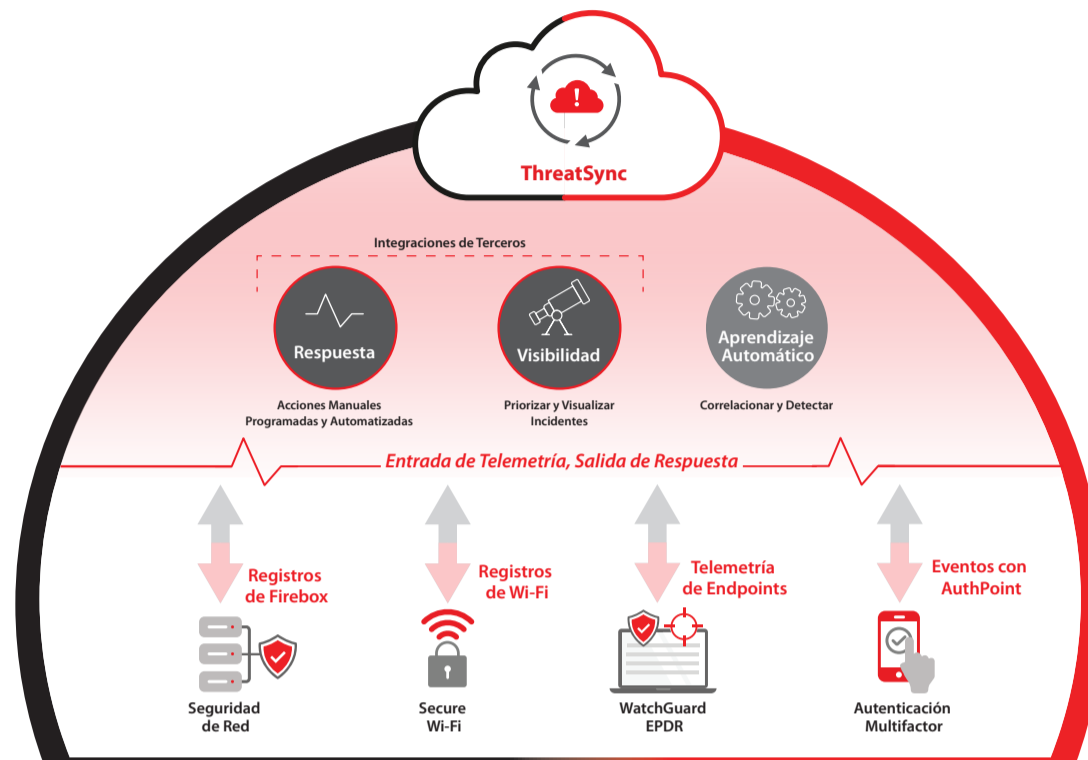 ThreatSync
Integraciones de Terceros
Respuesta
Visibilidad
Aprendizaje
Automático
Acciones Manuales
Programadas y Automatizadas
Priorizar y Visualizar
Incidentes
Correlacionar y Detectar
Entrada de Telemetría, Salida de Respuesta
Registros
de Firebox
Registros
de Wi-Fi
Telemetría
de Endpoints
Eventos con
AuthPoint
Seguridad
de Red
Secure
Wi-Fi
WatchGuard
EPDR
Autenticación
Multifactor